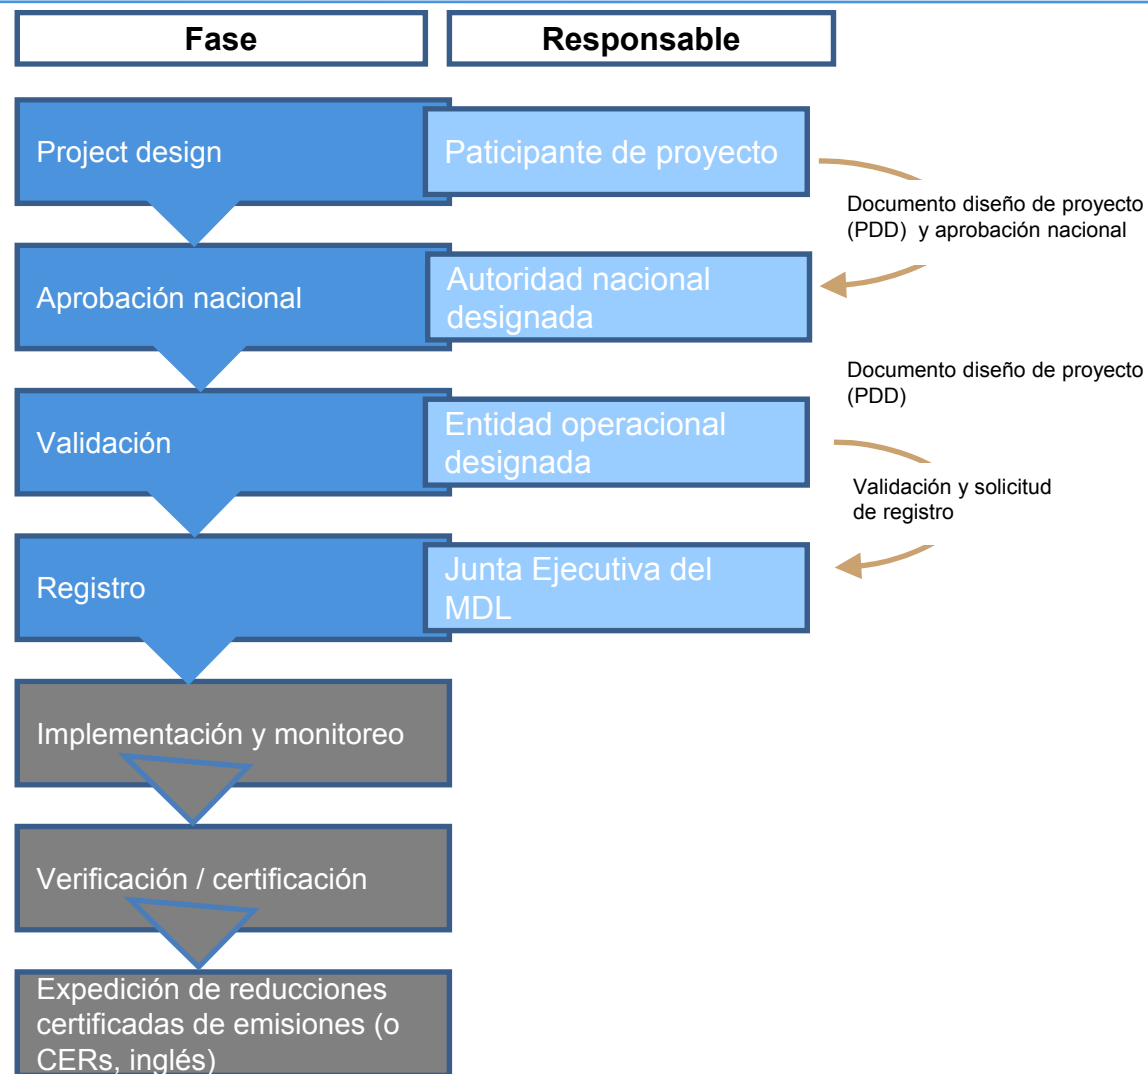 Fase
Responsable
Project design
Paticipante de proyecto
Documento diseño de proyecto
(PDD) y aprobación nacional
Aprobación nacional
Autoridad nacional
designada
Documento diseño de proyecto
(PDD)
Validación
Entidad operacional
designada
Validación y solicitud
de registro
Registro
Junta Ejecutiva del
MDL
Implementación y monitoreo
Verificación / certificación
Expedición de reducciones
certificadas de emisiones (o
CERs, inglés)